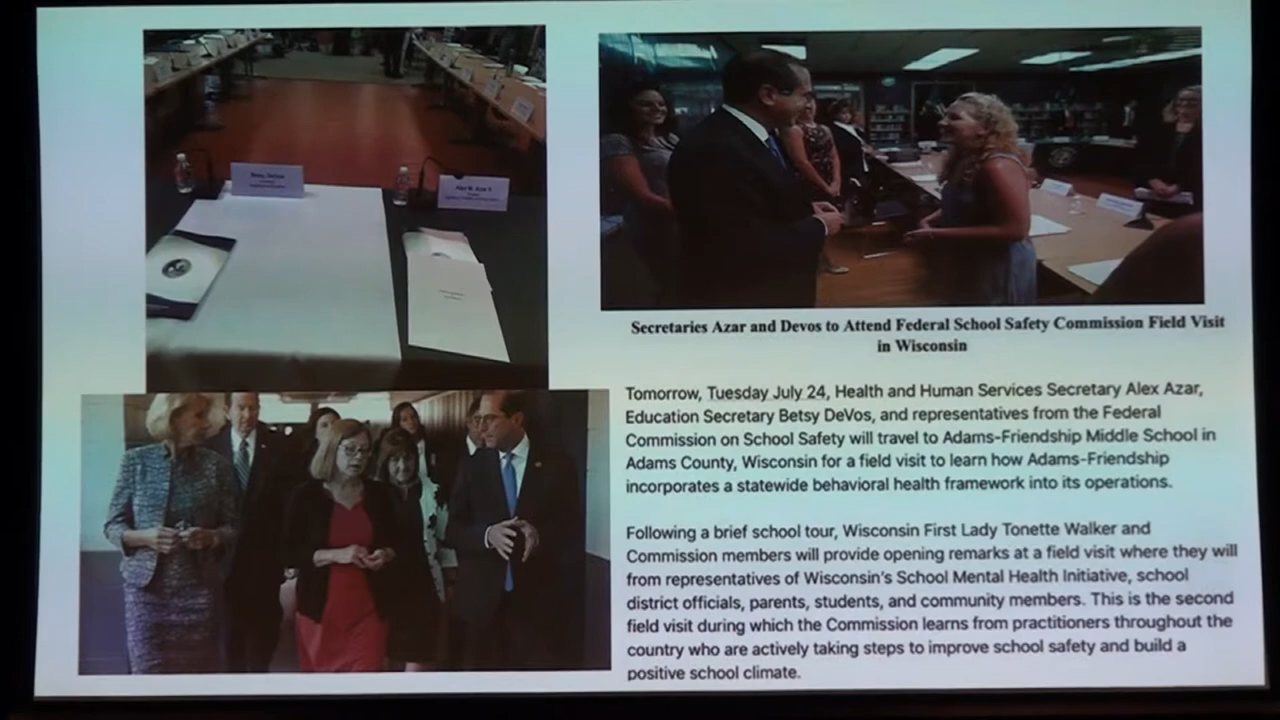 Betsy DeVos
Alex M. Azar II
Secretaries Azar and Devos to Attend Federal School Safety Commission Field Visit
in Wisconsin
Tomorrow, Tuesday July 24, Health and Human Services Secretary Alex Azar,
Education Secretary Betsy DeVos, and representatives from the Federal
Commission on School Safety will travel to Adams-Friendship Middle School in
Adams County, Wisconsin for a field visit to learn how Adams-Friendship
incorporates a statewide behavioral health framework into its operations.
Following a brief school tour, Wisconsin First Lady Tonette Walker and
Commission members will provide opening remarks at a field visit where they will
from representatives of Wisconsin's School Mental Health Initiative, school
district officials, parents, students, and community members. This is the second
field visit during which the Commission learns from practitioners throughout the
country who are actively taking steps to improve school safety and build a
positive school climate.